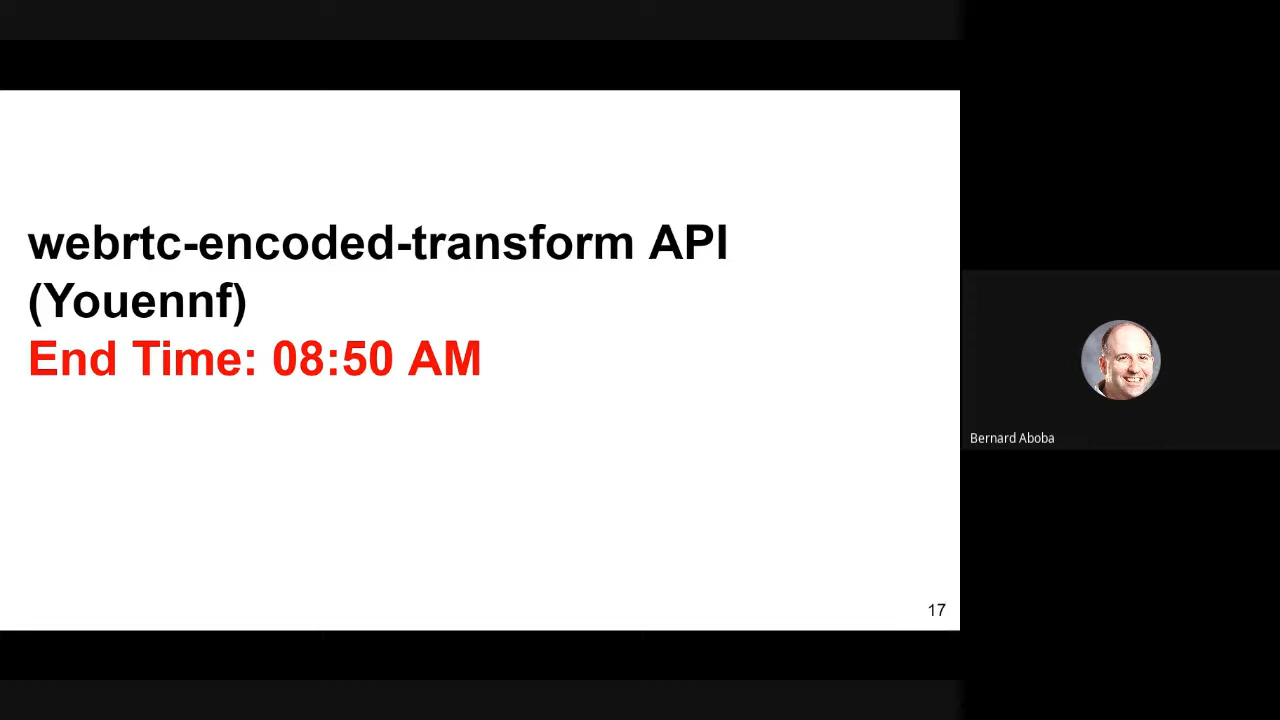 webrtc-encoded-transform API
(Youennf)
End Time: 08:50 AM
17
Bernard Aboba